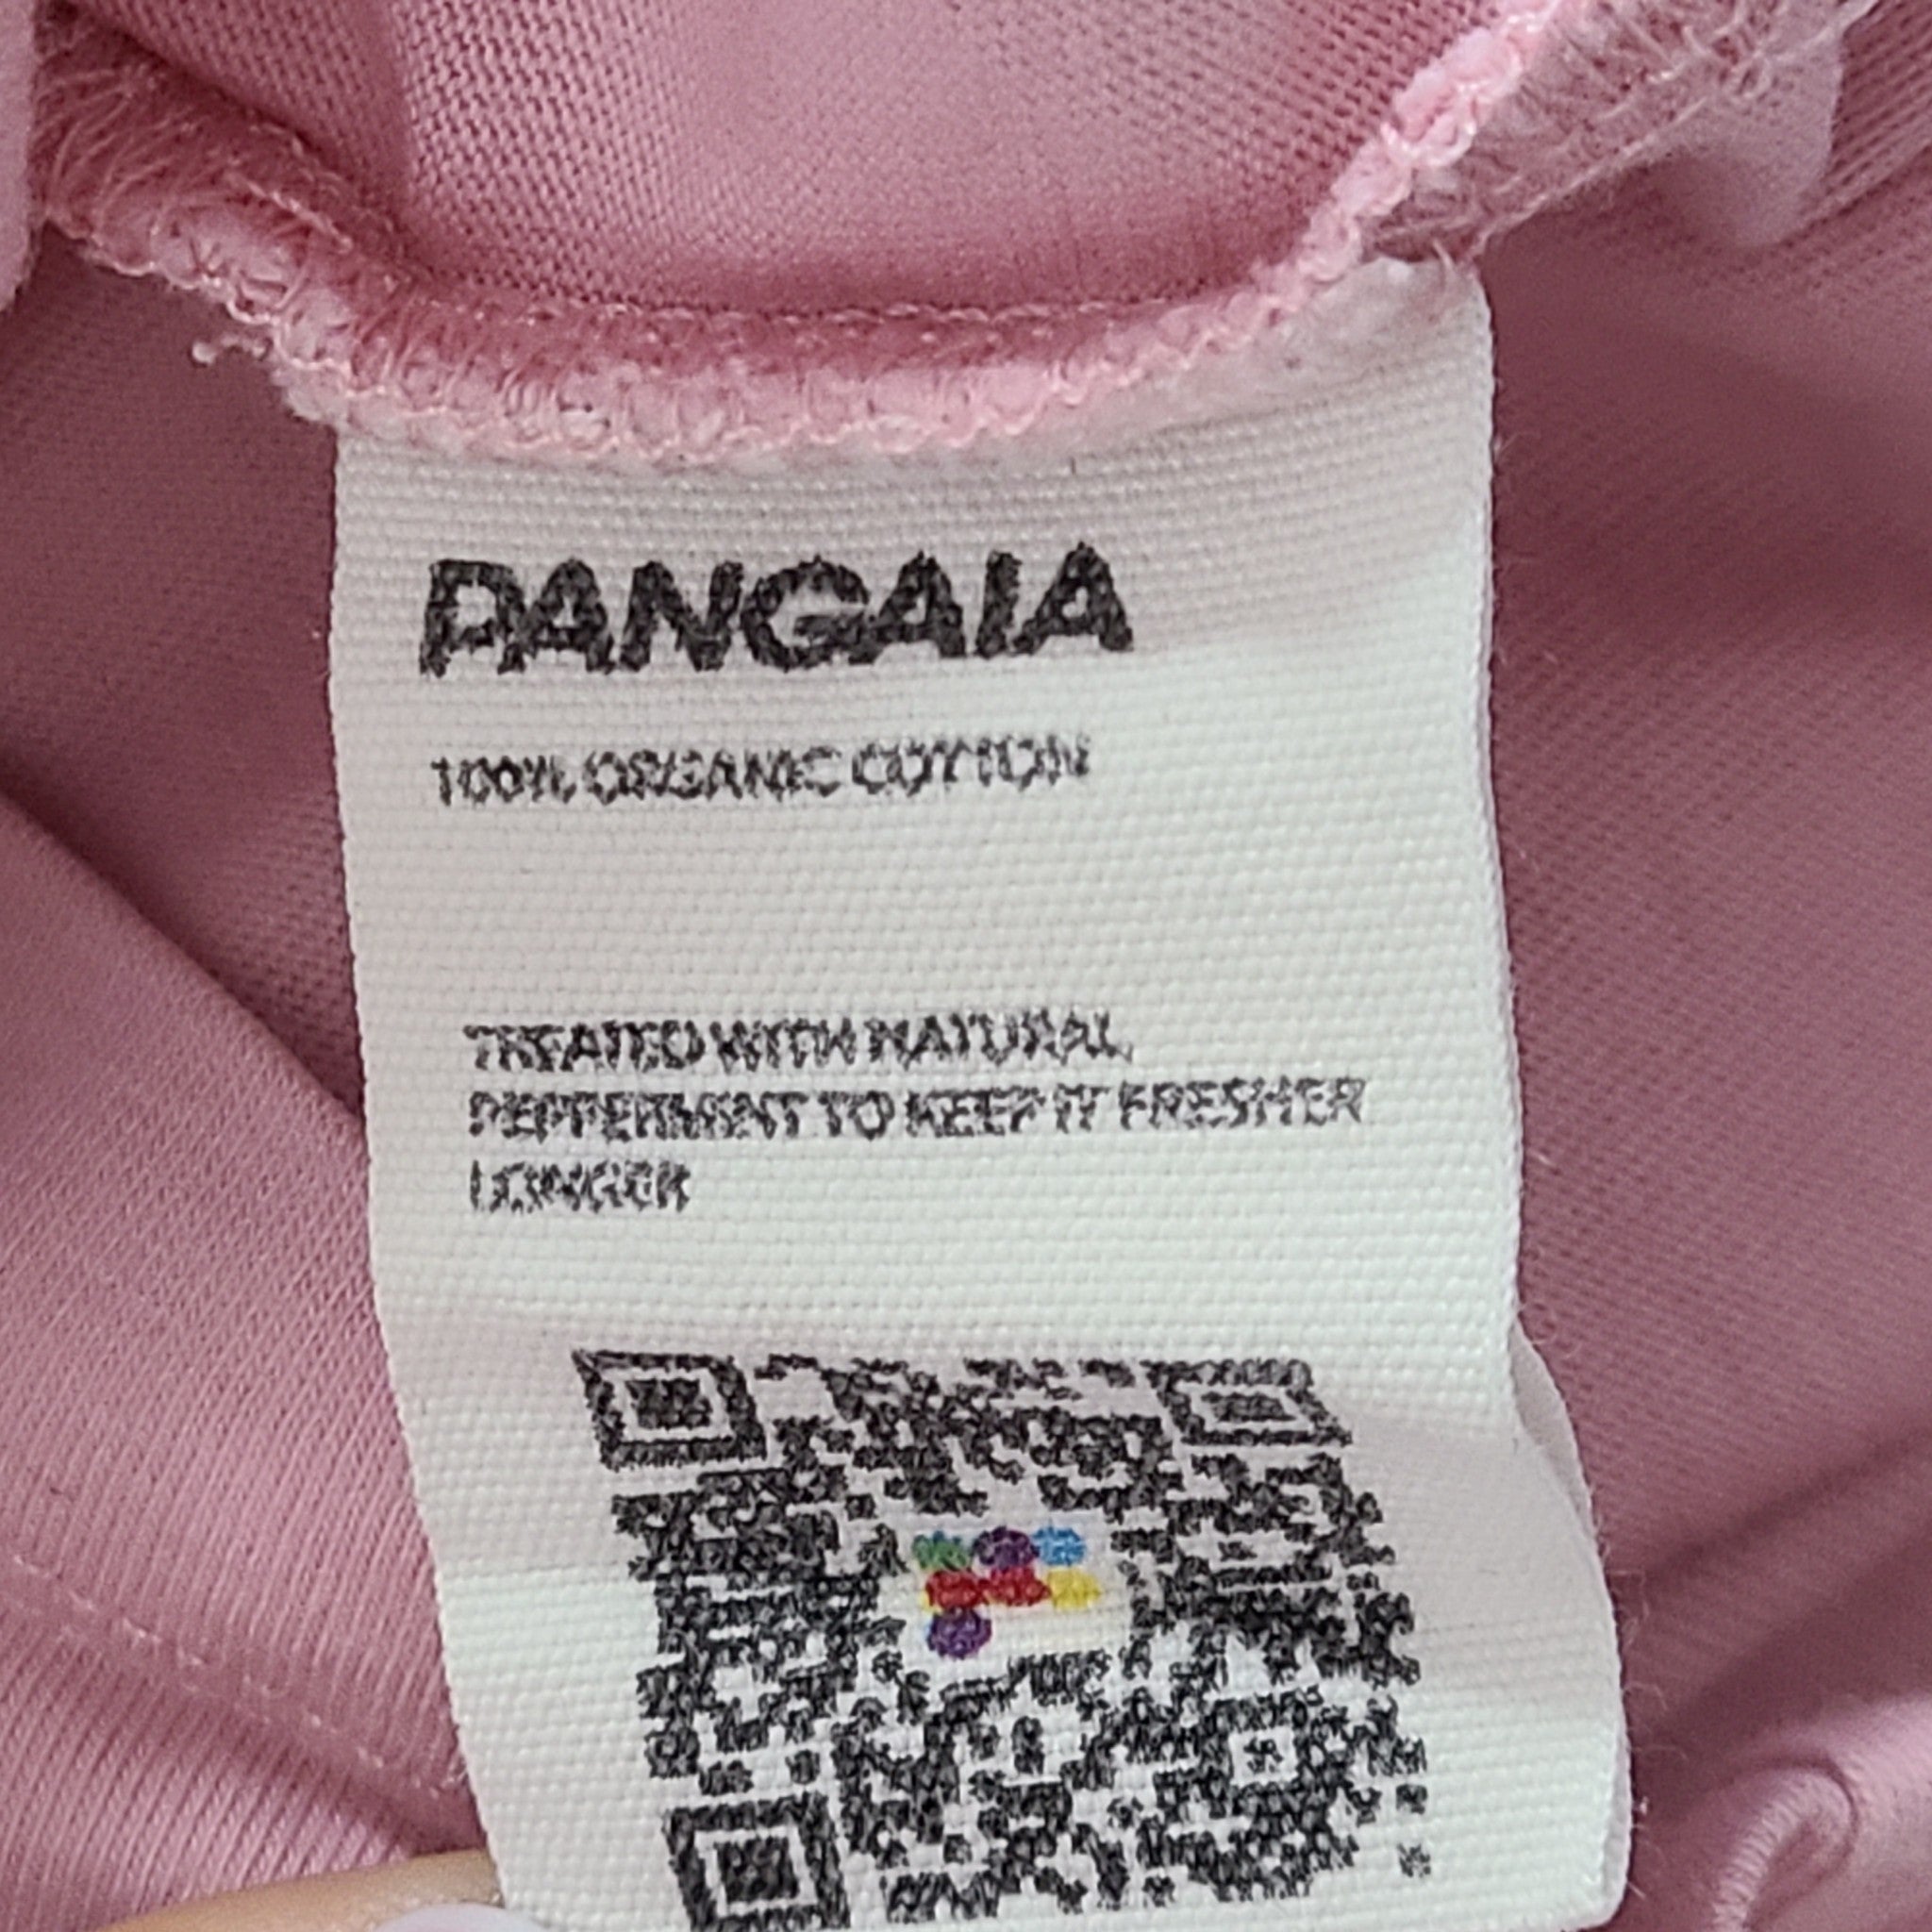 PANGAIA
100% ORGANIC COTTON
TREATED WITH NATURAL
PEPPERMINT TO KEEP IT FRESHER
LONGER